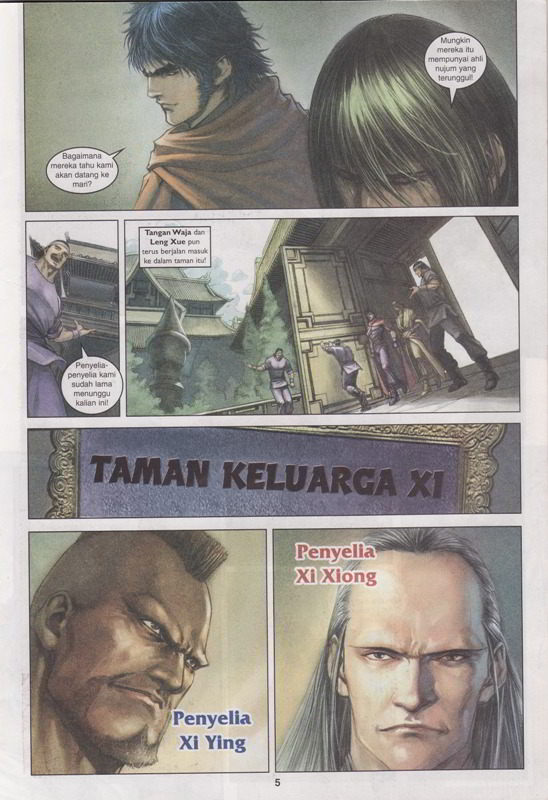 Mungkin
mereka itu
mempunyai ahli
nujum yang
terunggul!
Bagaimana
mereka tahu kami
akan datang ke
mari?
Penyelia-
penyelia kami
sudah lama
menunggu
kalian ini!
Tangan Waja dan
Leng Xue pun
terus berjalan masuk
ke dalam taman itu!
TAMAN KELUARGA XI
Penyelia
Xi Ying
Penyelia
Xi Xiong
5